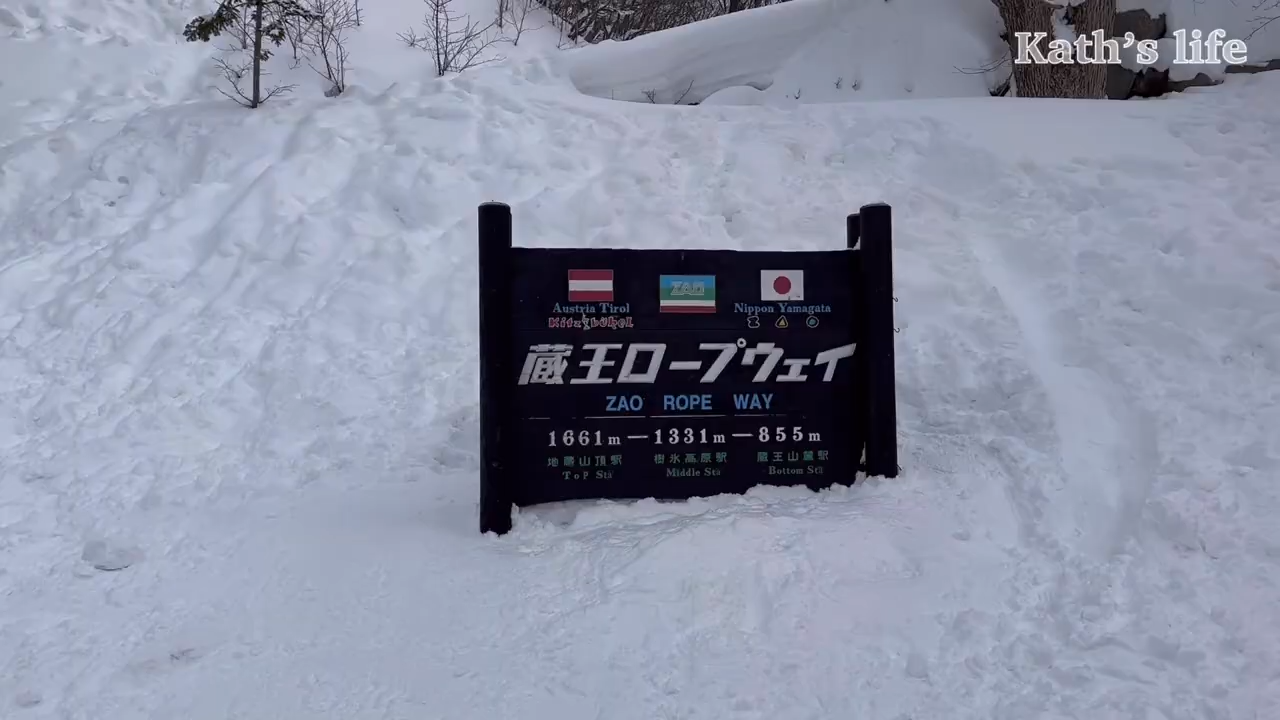 Kath's life
ZAO
Austria Tirol
Nippon Yamagata
Kitzbühel
蔵王ロープウェイ
ZAO ROPE WAY
1661m—1331m—855m
地蔵山頂駅 樹氷高原駅 蔵王山麓駅
Top Sta Middle Sta Bottom Sta